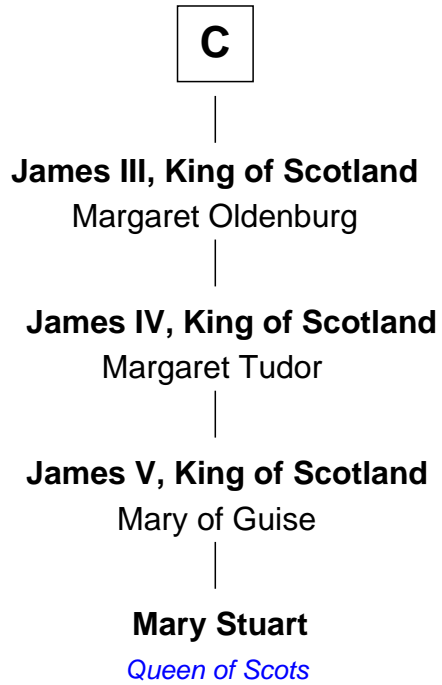 C
James III, King of Scotland
Margaret Oldenburg
James IV, King of Scotland
Margaret Tudor
James V, King of Scotland
Mary of Guise
Mary Stuart
Queen of Scots